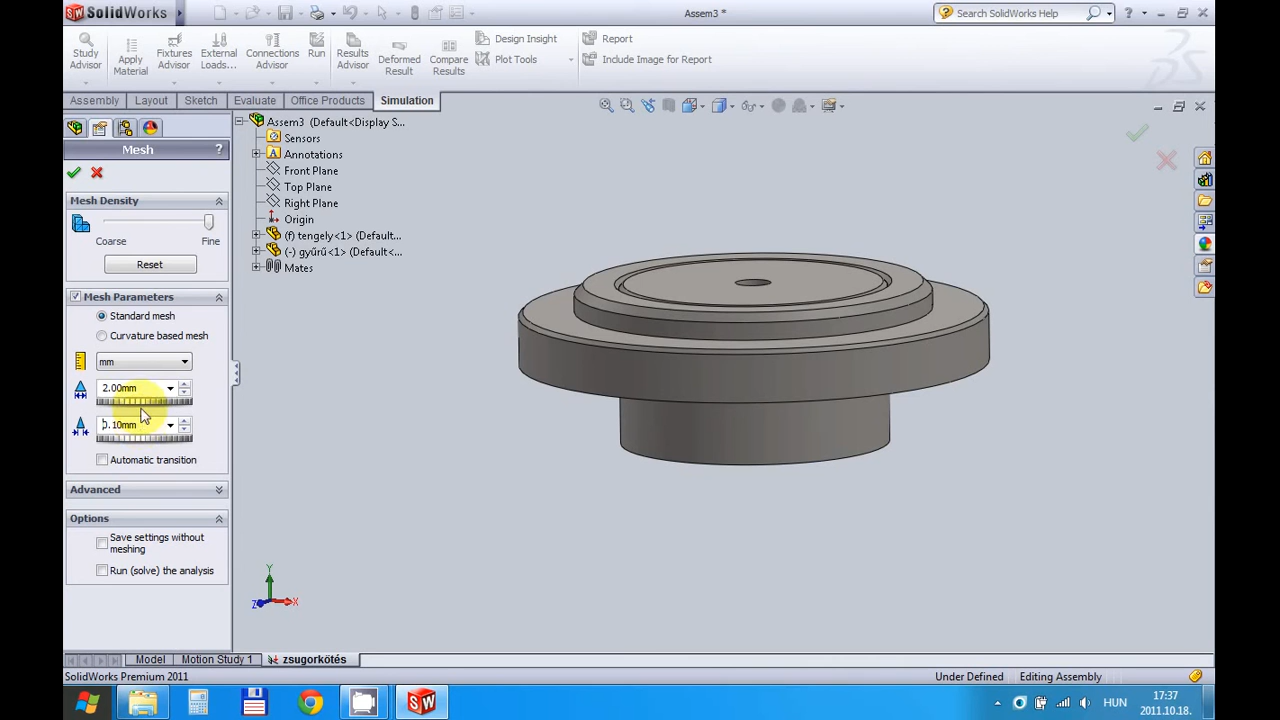 SolidWorks
Assem3 *
Search SolidWorks Help
?
Study Advisor
Apply Material
Fixtures Advisor
External Loads...
Connections Advisor
Run
Results Advisor
Deformed Result
Compare Results
Design Insight
Plot Tools
Report
Include Image for Report
Assembly
Layout
Sketch
Evaluate
Office Products
Simulation
Mesh
?
Mesh Density
Coarse
Fine
Reset
Mesh Parameters
Standard mesh
Curvature based mesh
mm
2.00mm
0.10mm
Automatic transition
Advanced
Options
Save settings without
meshing
Run (solve) the analysis
Assem3 (Default<Display S...
Sensors
Annotations
Front Plane
Top Plane
Right Plane
Origin
(f) tengely<1> (Default...
(-) gyűrű<1> (Default<...
Mates
Y
X
Z
Model
Motion Study 1
zsugorkötés
SolidWorks Premium 2011
Under Defined
Editing Assembly
HUN
17:37
2011.10.18.